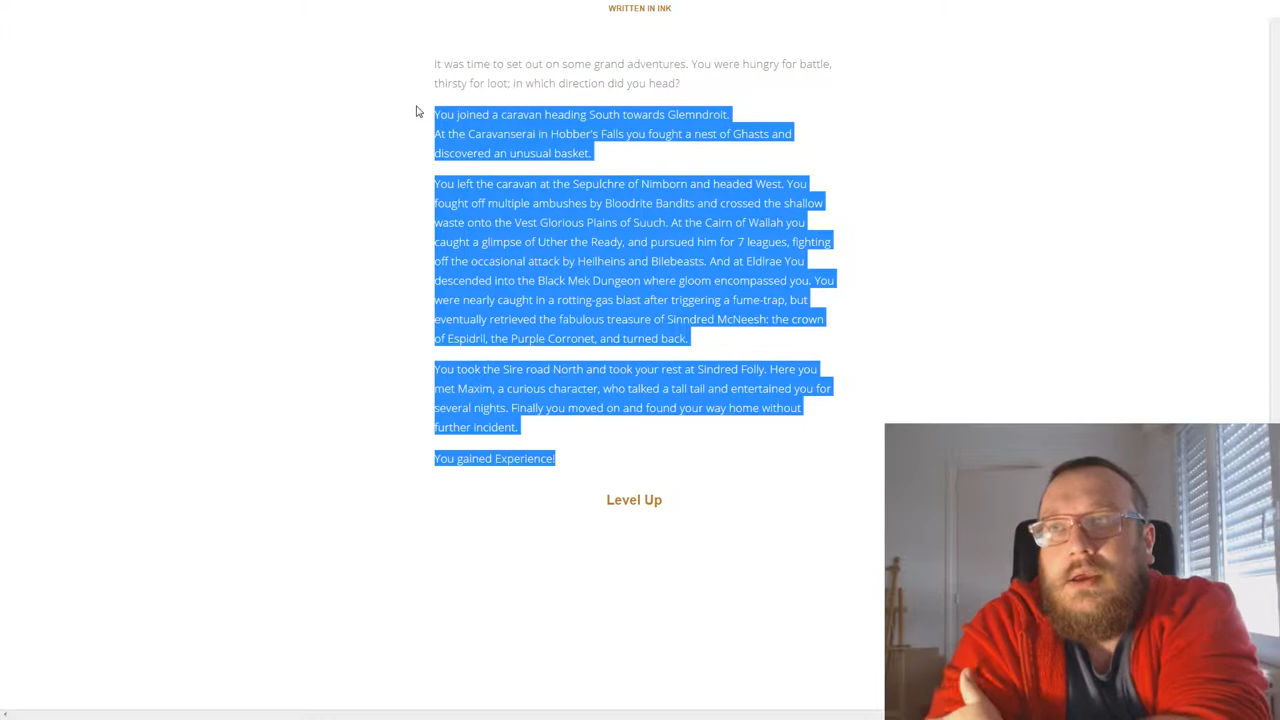 WRITTEN IN INK
It was time to set out on some grand adventures. You were hungry for battle,
thirsty for loot; in which direction did you head?
You joined a caravan heading South towards Glemndroit.
At the Caravanserai in Hobber's Falls you fought a nest of Ghasts and
discovered an unusual basket.
You left the caravan at the Sepulchre of Nimborn and headed West. You
fought off multiple ambushes by Bloodrite Bandits and crossed the shallow
waste onto the Vest Glorious Plains of Suuch. At the Cairn of Wallah you
caught a glimpse of Uther the Ready, and pursued him for 7 leagues, fighting
off the occasional attack by Heilheins and Bilebeasts. And at Eldlrae You
descended into the Black Mek Dungeon where gloom encompassed you. You
were nearly caught in a rotting-gas blast after triggering a fume-trap, but
eventually retrieved the fabulous treasure of Sinndred McNeesh: the crown
of Espidril, the Purple Corronet, and turned back.
You took the Sire road North and took your rest at Sindred Folly. Here you
met Maxim, a curious character, who talked a tall tail and entertained you for
several nights. Finally you moved on and found your way home without
further incident.
You gained Experience!
Level Up